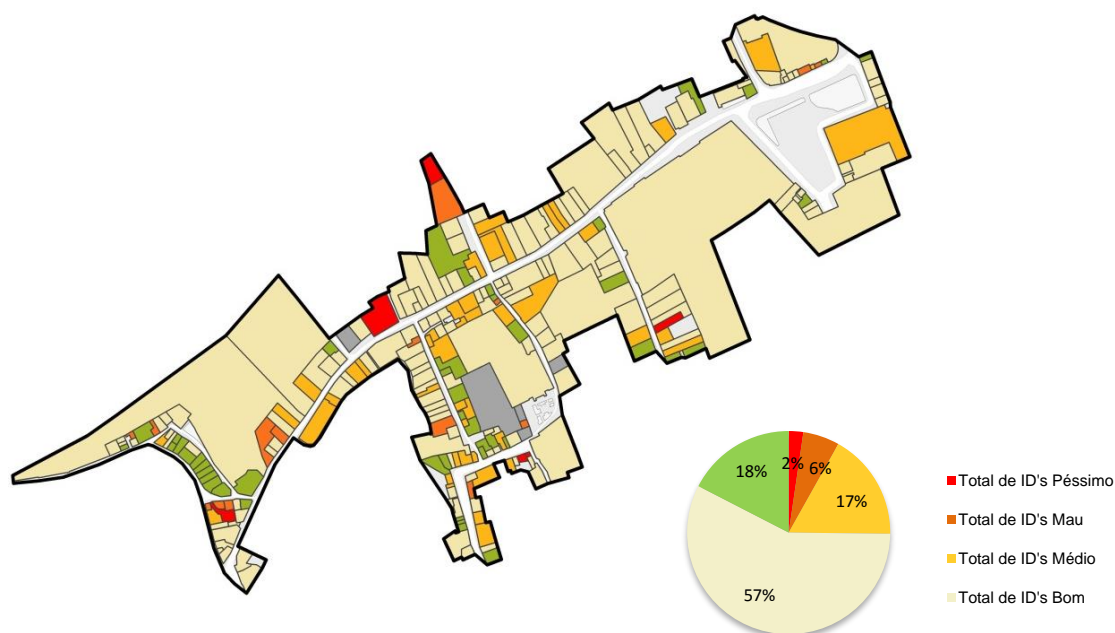 18%
2%
6%
17%
57%
Total de ID's Péssimo
Total de ID's Mau
Total de ID's Médio
Total de ID's Bom